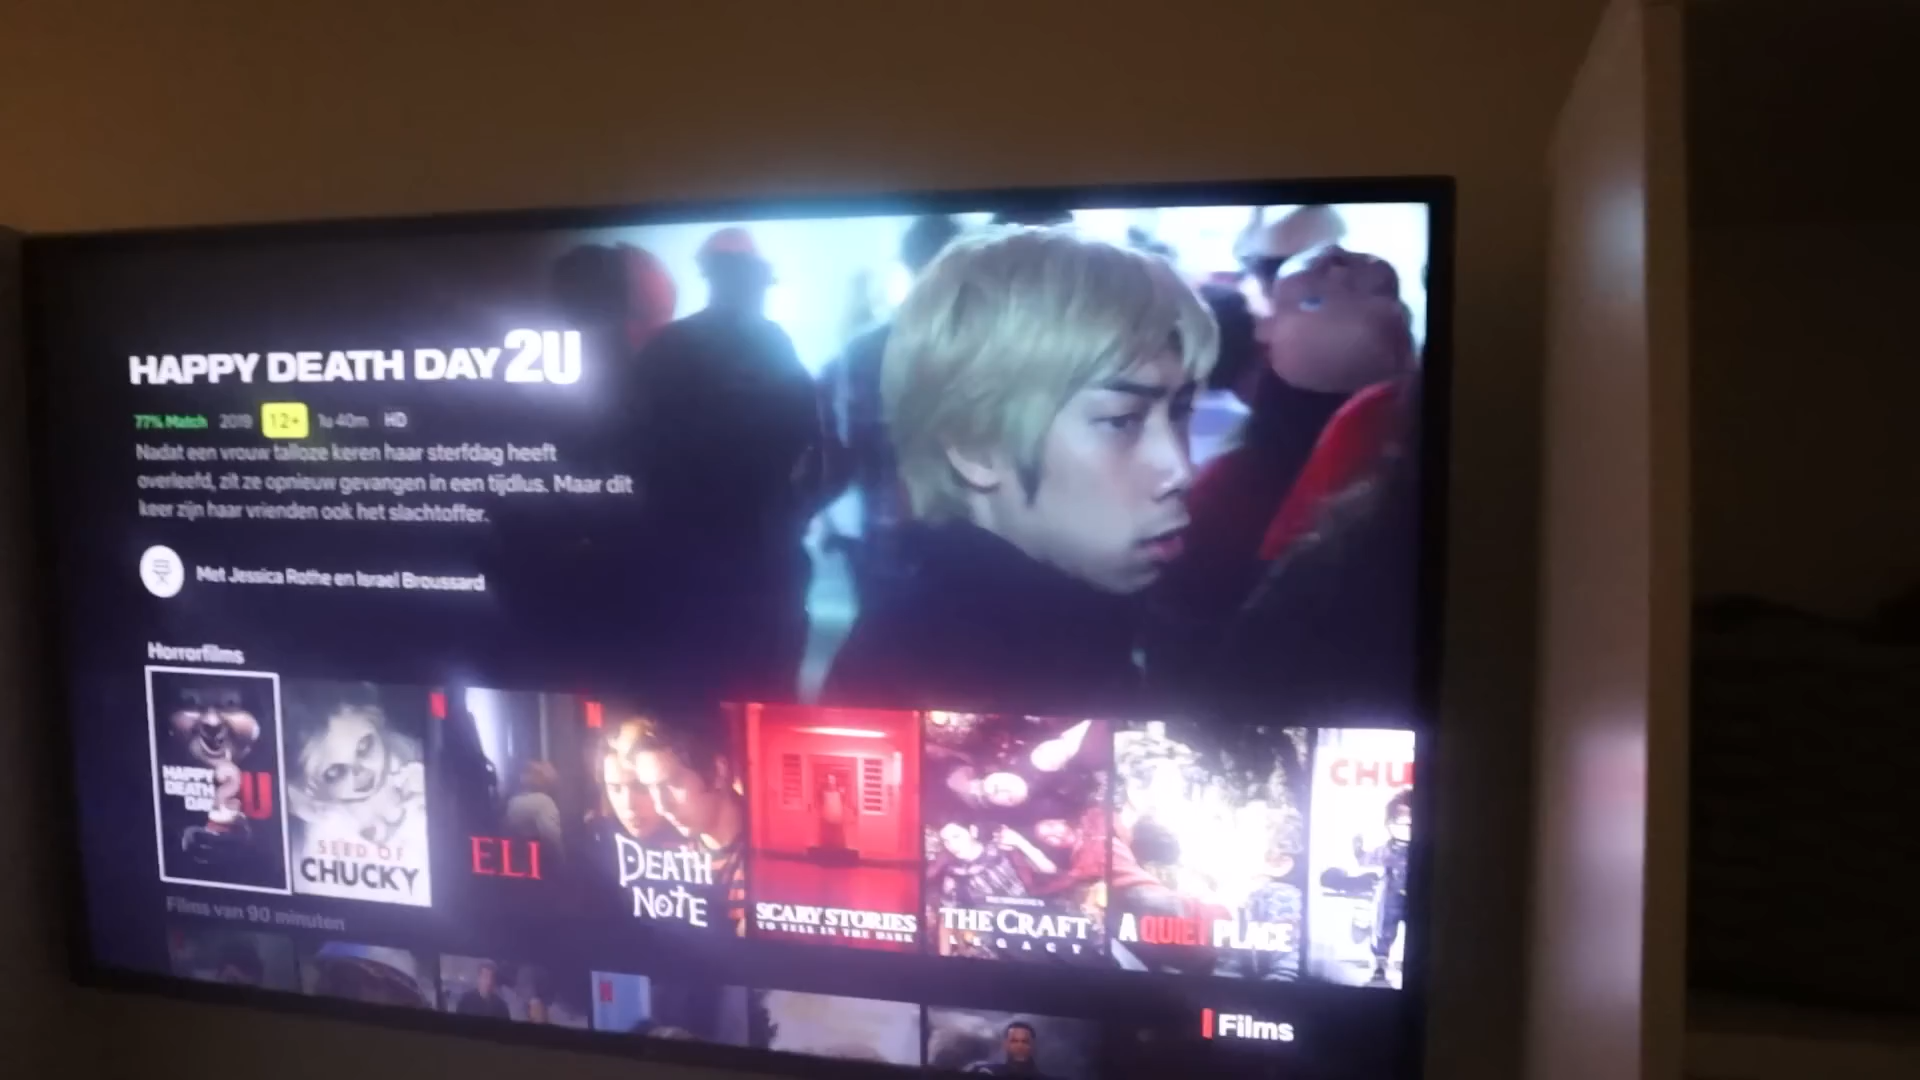 HAPPY DEATH DAY 2U
77% Match 2019 12+ 1u 40m HD
Nadat een vrouw talloze keren haar sterfdag heeft
overleefd, zit ze opnieuw gevangen in een tijdlus. Maar dit
keer zijn haar vrienden ook het slachtoffer.
Met Jessica Rothe en Israel Broussard
Horrorfilms
HAPPY
DEATH
DAY 2U
SEED OF
CHUCKY
ELI
DEATH
NOTE
SCARY STORIES
TO TELL IN THE DARK
THE CRAFT
LEGACY
A QUIET PLACE
CHU
Films van 90 minuten
Films